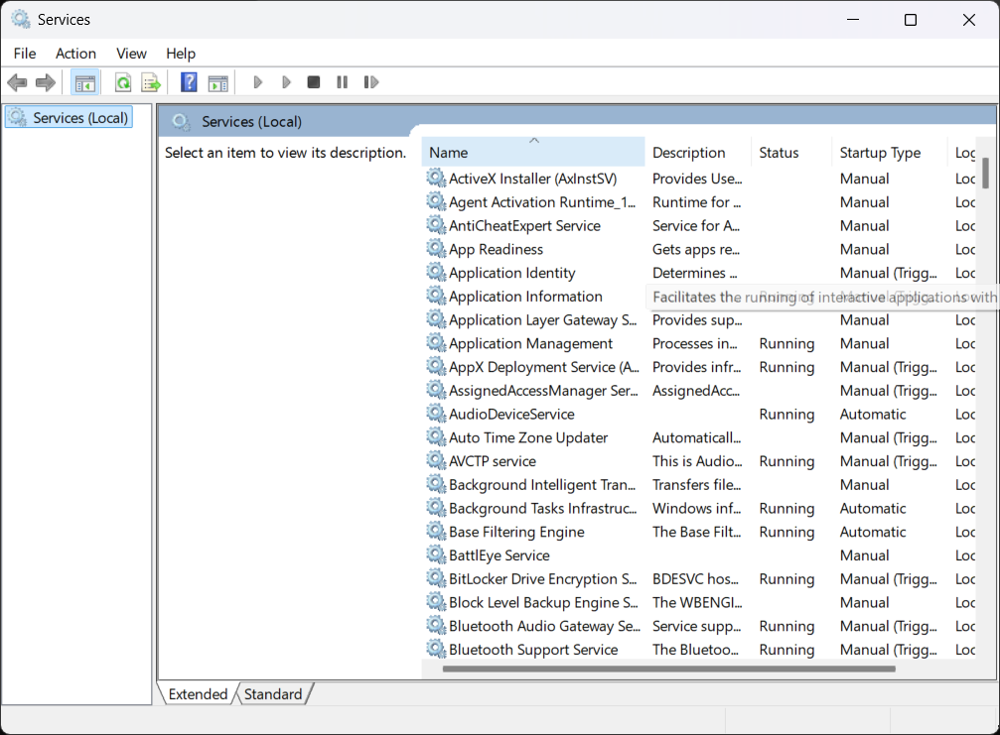 Services
File Action View Help
Services (Local)
Services (Local)
Select an item to view its description.
Name Description Status Startup Type Log
ActiveX Installer (AxInstSV) Provides Use... Manual Loc
Agent Activation Runtime_1... Runtime for ... Manual Loc
AntiCheatExpert Service Service for A... Manual Loc
App Readiness Gets apps re... Manual Loc
Application Identity Determines ... Manual (Trigg... Loc
Application Information Facilitates the running of interactive applications with
Application Layer Gateway S... Provides sup... Manual Loc
Application Management Processes in... Running Manual Loc
AppX Deployment Service (A... Provides infr... Running Manual (Trigg... Loc
AssignedAccessManager Ser... AssignedAcc... Manual (Trigg... Loc
AudioDeviceService Running Automatic Loc
Auto Time Zone Updater Automaticall... Manual (Trigg... Loc
AVCTP service This is Audio... Running Manual (Trigg... Loc
Background Intelligent Tran... Transfers file... Manual Loc
Background Tasks Infrastruc... Windows inf... Running Automatic Loc
Base Filtering Engine The Base Filt... Running Automatic Loc
BattlEye Service Manual Loc
BitLocker Drive Encryption S... BDESVC hos... Running Manual (Trigg... Loc
Block Level Backup Engine S... The WBENGI... Manual Loc
Bluetooth Audio Gateway Se... Service supp... Running Manual (Trigg... Loc
Bluetooth Support Service The Bluetoo... Running Manual (Trigg... Loc
Extended Standard